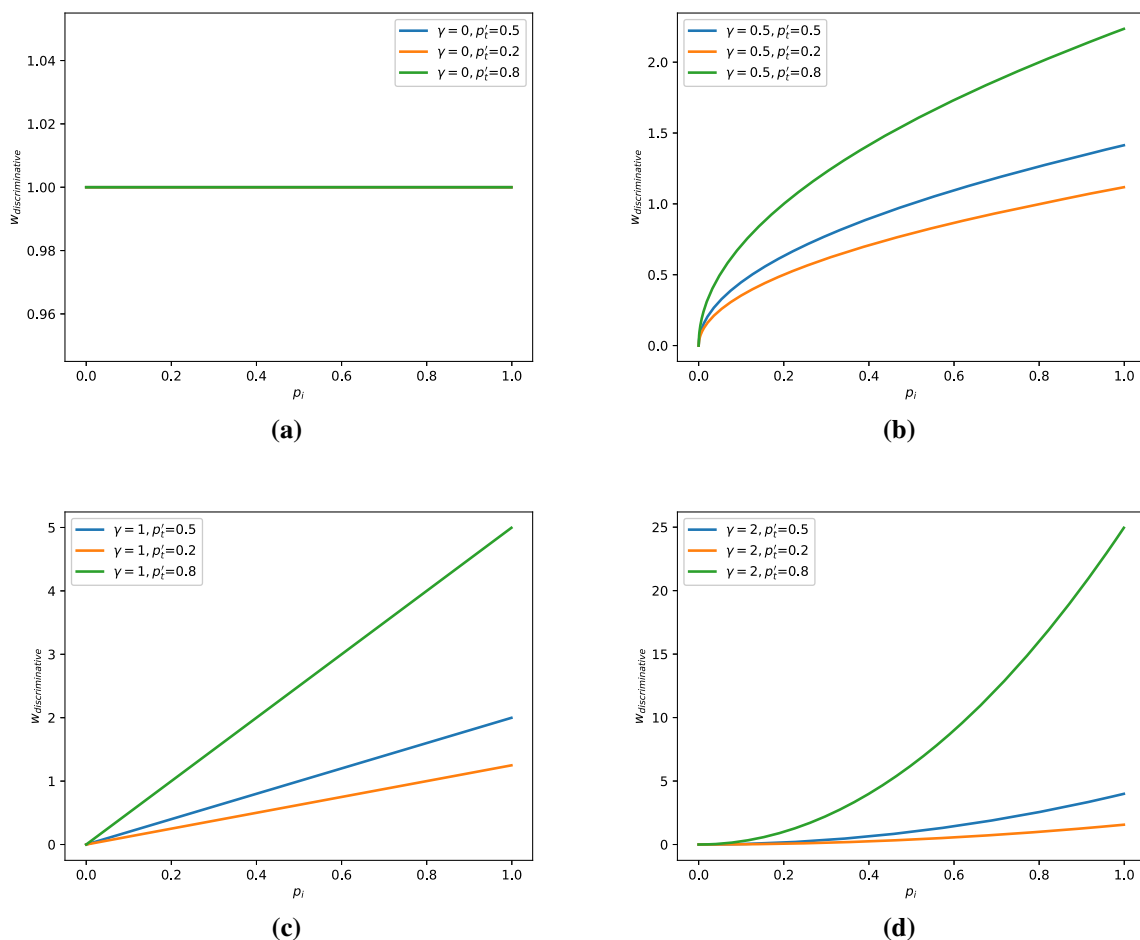 1.04
1.02
1.00
0.98
0.96
w_discriminative
0.0 0.2 0.4 0.6 0.8 1.0
p_i
γ = 0, p′_t=0.5
γ = 0, p′_t=0.2
γ = 0, p′_t=0.8
(a)
2.0
1.5
1.0
0.5
0.0
w_discriminative
0.0 0.2 0.4 0.6 0.8 1.0
p_i
γ = 0.5, p′_t=0.5
γ = 0.5, p′_t=0.2
γ = 0.5, p′_t=0.8
(b)
5
4
3
2
1
0
w_discriminative
0.0 0.2 0.4 0.6 0.8 1.0
p_i
γ = 1, p′_t=0.5
γ = 1, p′_t=0.2
γ = 1, p′_t=0.8
(c)
25
20
15
10
5
0
w_discriminative
0.0 0.2 0.4 0.6 0.8 1.0
p_i
γ = 2, p′_t=0.5
γ = 2, p′_t=0.2
γ = 2, p′_t=0.8
(d)